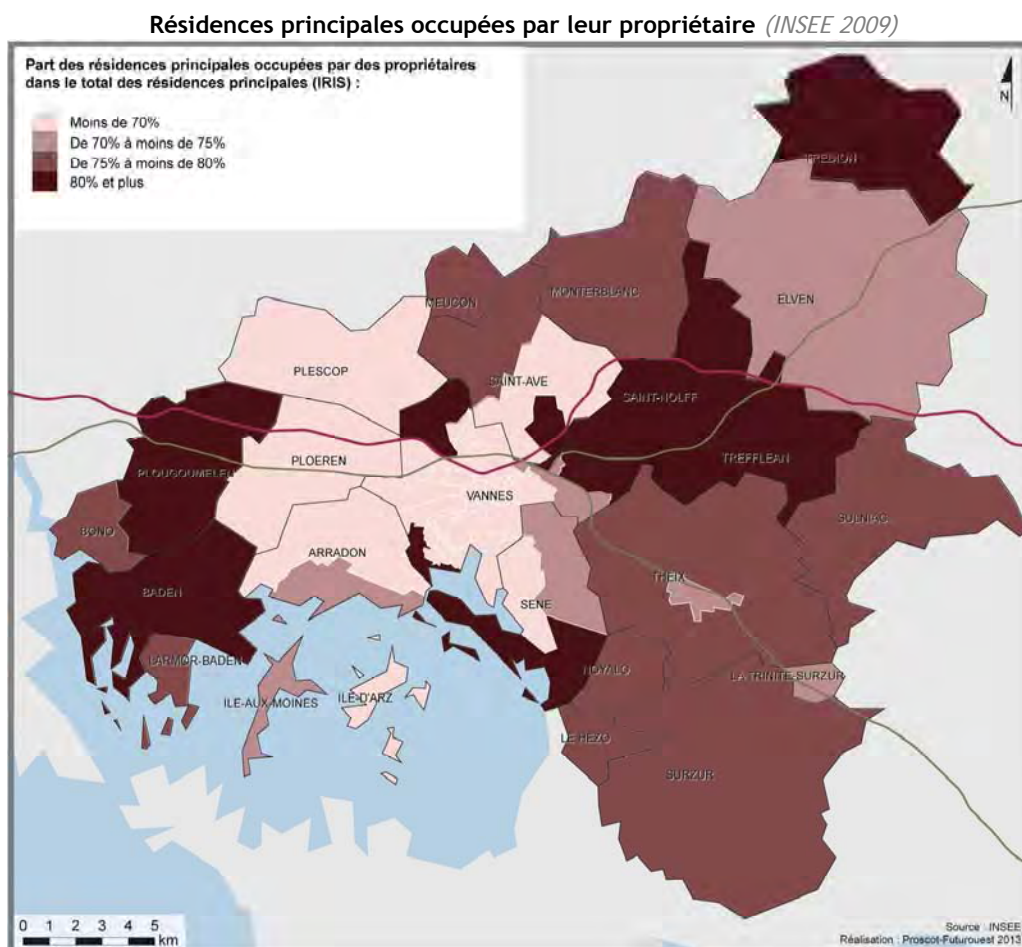 Résidences principales occupées par leur propriétaire (INSEE 2009)
Part des résidences principales occupées par des propriétaires
dans le total des résidences principales (IRIS) :
Moins de 70%
De 70% à moins de 75%
De 75% à moins de 80%
80% et plus
N
TREDION
ELVEN
MONTERBLANC
MEUCON
PLESCOP
SAINT-AVE
SAINT-NOLFF
PLOEREN
TREFFLEAN
PLOUGOUMELEN
VANNES
SULNIAC
BONO
ARRADON
THEIX
BADEN
SENE
LARMOR-BADEN
NOYALO
LA TRINITE-SURZUR
ILE-AUX-MOINES
ILE-D'ARZ
LE HEZO
SURZUR
0 1 2 3 4 5
km
Source : INSEE
Réalisation : Proscot-Futurouest 2013